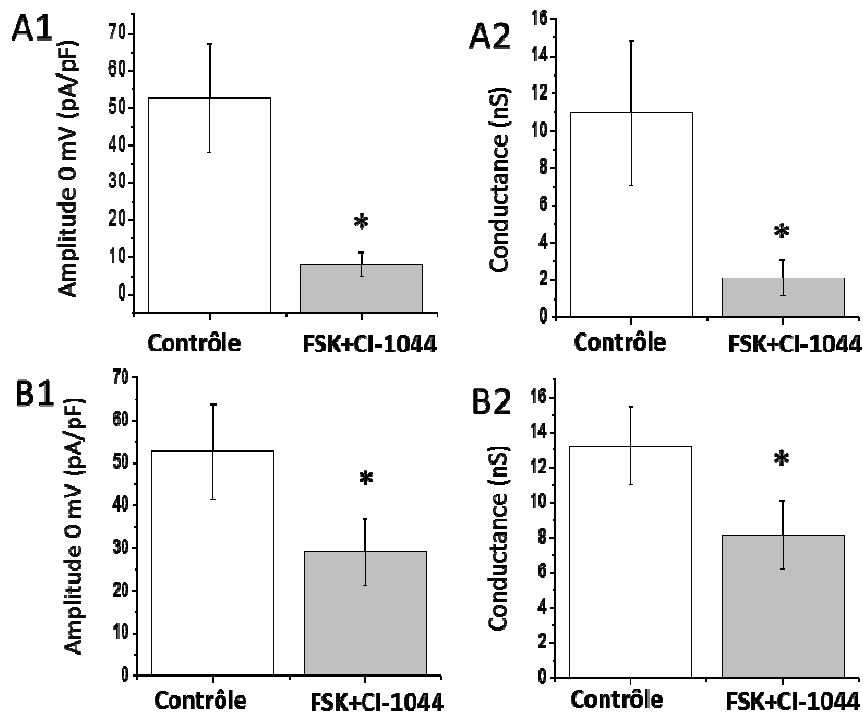 A1
Amplitude 0 mV (pA/pF)
70
60
50
40
30
20
10
0
*
Contrôle
FSK+CI-1044
A2
Conductance (nS)
16
14
12
10
8
6
4
2
0
*
Contrôle
FSK+CI-1044
B1
Amplitude 0 mV (pA/pF)
70
60
50
40
30
20
10
0
*
Contrôle
FSK+CI-1044
B2
Conductance (nS)
16
14
12
10
8
6
4
2
0
*
Contrôle
FSK+CI-1044